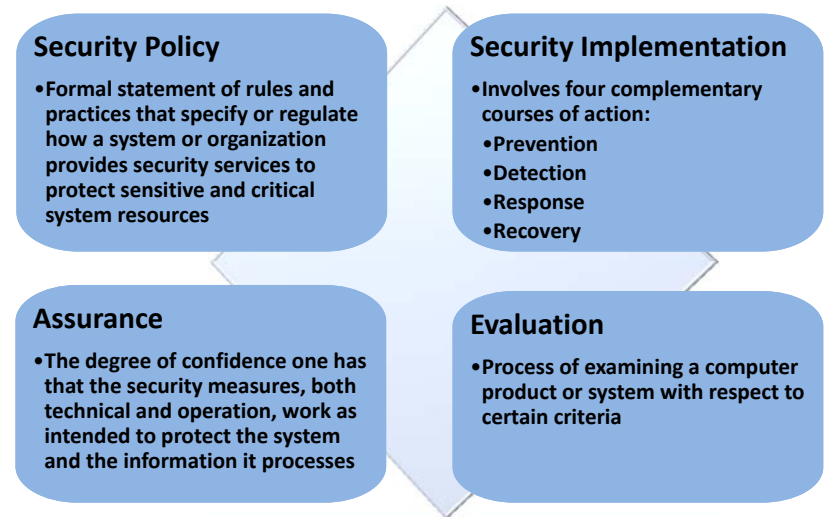 Security Policy
•Formal statement of rules and
practices that specify or regulate
how a system or organization
provides security services to
protect sensitive and critical
system resources
Security Implementation
•Involves four complementary
courses of action:
•Prevention
•Detection
•Response
•Recovery
Assurance
•The degree of confidence one has
that the security measures, both
technical and operation, work as
intended to protect the system
and the information it processes
Evaluation
•Process of examining a computer
product or system with respect to
certain criteria